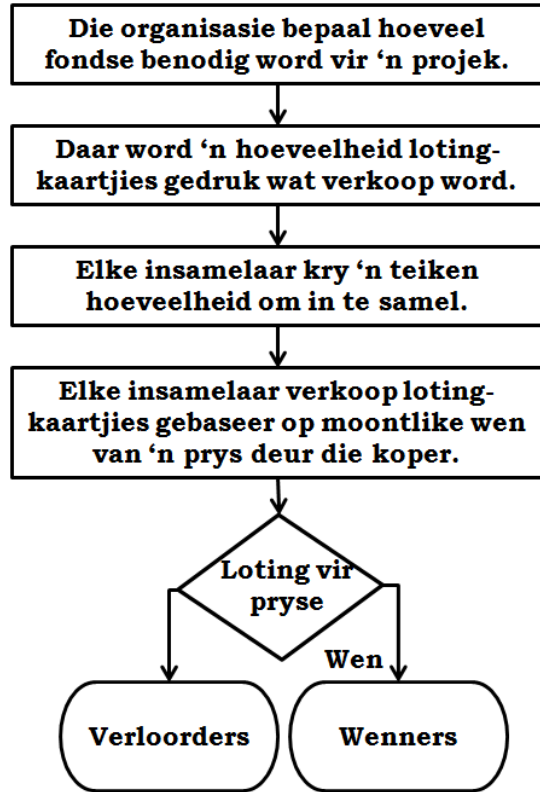 Die organisasie bepaal hoeveel
fondse benodig word vir ‘n projek.
Daar word ‘n hoeveelheid loting-
kaartjies gedruk wat verkoop word.
Elke insamelaar kry ‘n teiken
hoeveelheid om in te samel.
Elke insamelaar verkoop loting-
kaartjies gebaseer op moontlike wen
van ‘n prys deur die koper.
Loting vir
pryse
Wen
Verloorders
Wenners